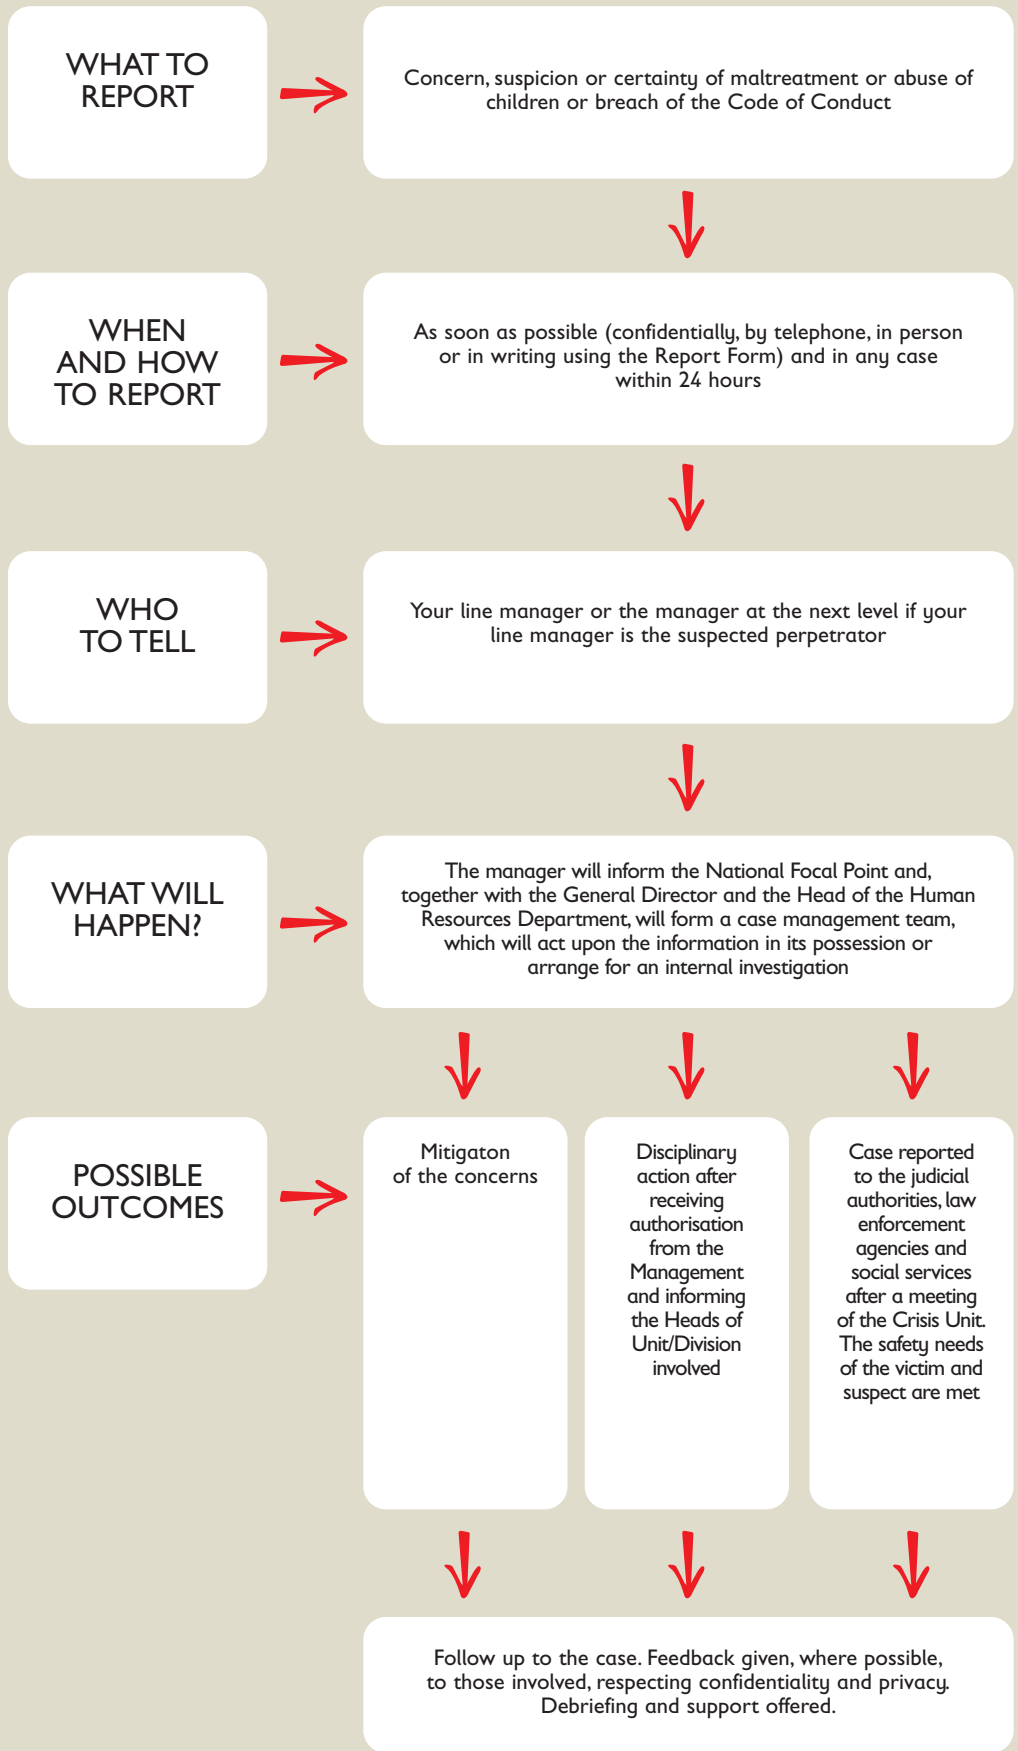 WHAT TO
REPORT
Concern, suspicion or certainty of maltreatment or abuse of
children or breach of the Code of Conduct
WHEN
AND HOW
TO REPORT
As soon as possible (confidentially, by telephone, in person
or in writing using the Report Form) and in any case
within 24 hours
WHO
TO TELL
Your line manager or the manager at the next level if your
line manager is the suspected perpetrator
WHAT WILL
HAPPEN?
The manager will inform the National Focal Point and,
together with the General Director and the Head of the Human
Resources Department, will form a case management team,
which will act upon the information in its possession or
arrange for an internal investigation
POSSIBLE
OUTCOMES
Mitigaton
of the concerns
Disciplinary
action after
receiving
authorisation
from the
Management
and informing
the Heads of
Unit/Division
involved
Case reported
to the judicial
authorities, law
enforcement
agencies and
social services
after a meeting
of the Crisis Unit.
The safety needs
of the victim and
suspect are met
Follow up to the case. Feedback given, where possible,
to those involved, respecting confidentiality and privacy.
Debriefing and support offered.